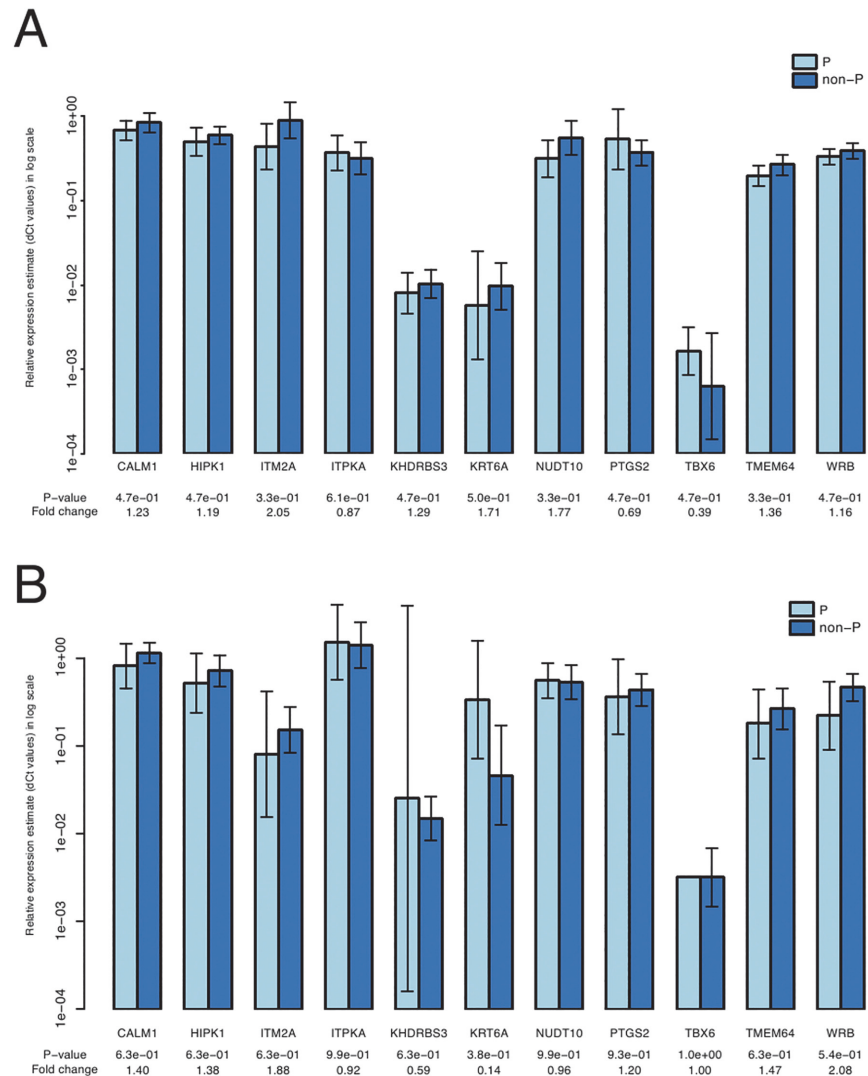 A
P
non−P
Relative expression estimate (dCt values) in log scale
1e+00
1e−01
1e−02
1e−03
1e−04
CALM1 HIPK1 ITM2A ITPKA KHDRBS3 KRT6A NUDT10 PTGS2 TBX6 TMEM64 WRB
P−value 4.7e−01 4.7e−01 3.3e−01 6.1e−01 4.7e−01 5.0e−01 3.3e−01 4.7e−01 4.7e−01 3.3e−01 4.7e−01
Fold change 1.23 1.19 2.05 0.87 1.29 1.71 1.77 0.69 0.39 1.36 1.16
B
P
non−P
Relative expression estimate (dCt values) in log scale
1e+00
1e−01
1e−02
1e−03
1e−04
CALM1 HIPK1 ITM2A ITPKA KHDRBS3 KRT6A NUDT10 PTGS2 TBX6 TMEM64 WRB
P−value 6.3e−01 6.3e−01 6.3e−01 9.9e−01 6.3e−01 3.8e−01 9.9e−01 9.3e−01 1.0e+00 6.3e−01 5.4e−01
Fold change 1.40 1.38 1.88 0.92 0.59 0.14 0.96 1.20 1.00 1.47 2.08